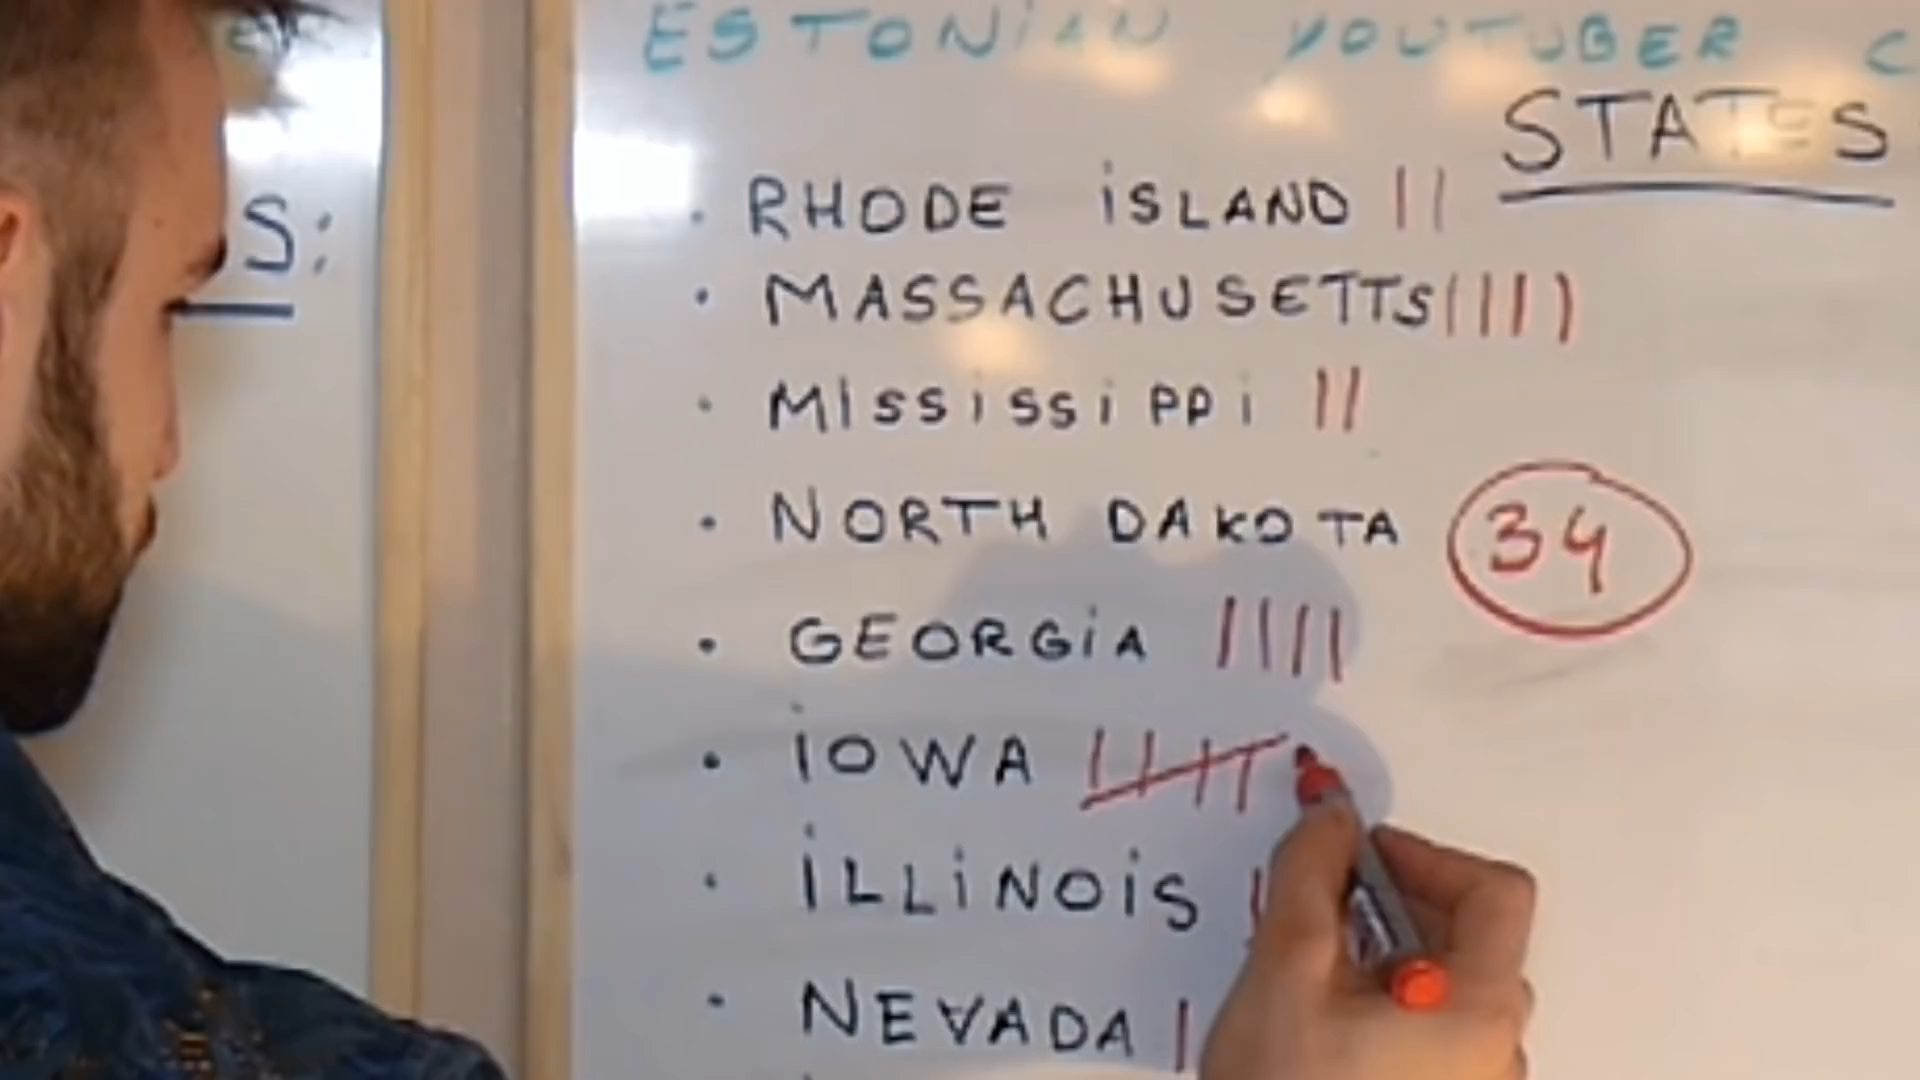 ESTONIAN YOUTUBER C
STATES
S:
• RHODE ISLAND ||
• MASSACHUSETTS ||||
• MISSISSIPPI ||
• NORTH DAKOTA
34
• GEORGIA ||||
• IOWA
• ILLINOIS |
• NEVADA |